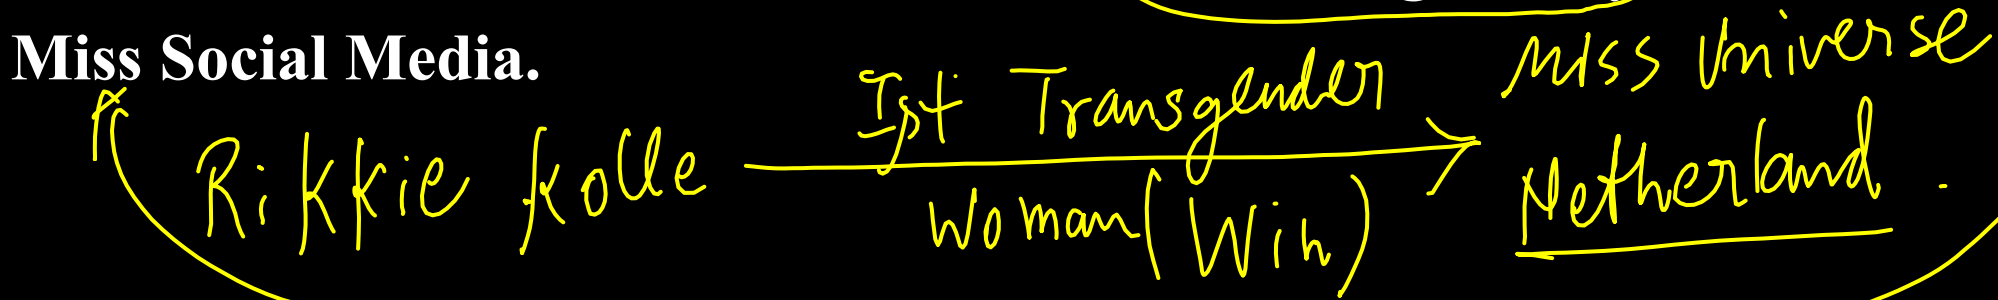 Miss Social Media.
Rikkie Kolle
Ist Transgender
Woman (Win)
Miss Universe
Netherland.